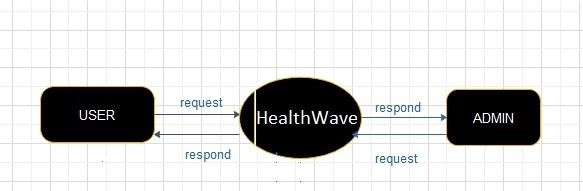 request
respond
USER
HealthWave
ADMIN
respond
request